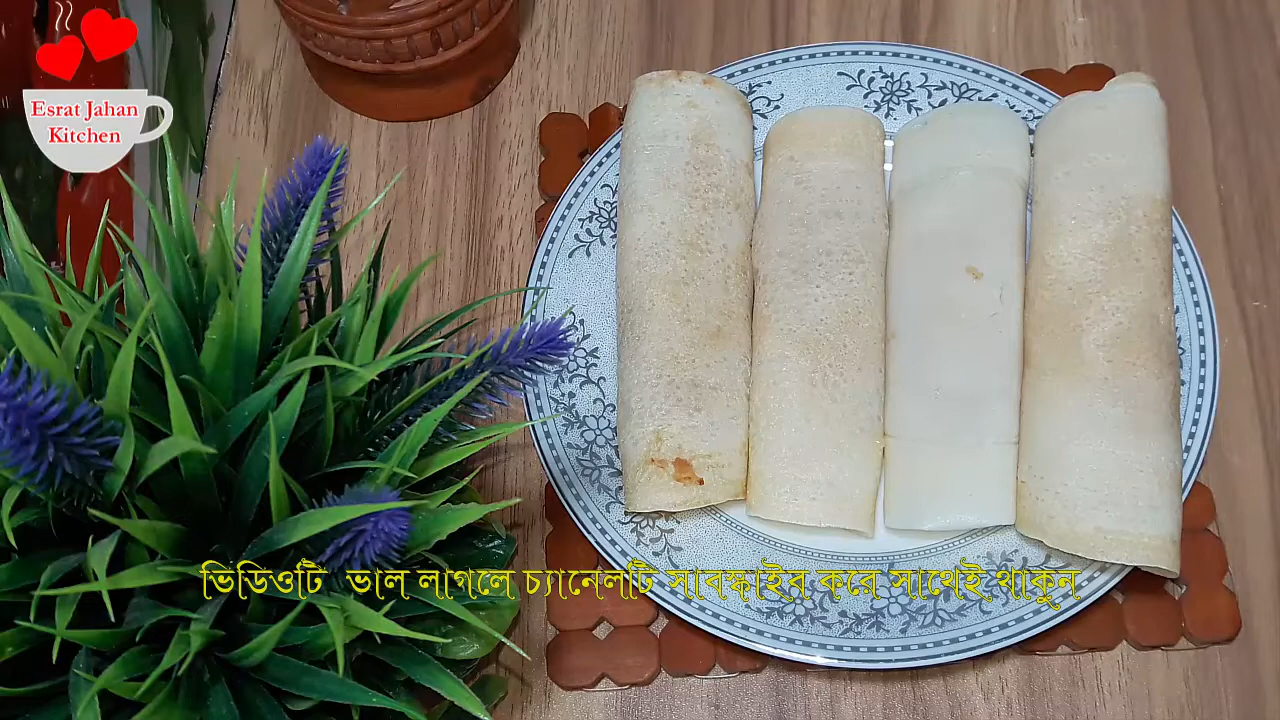 Esrat Jahan
Kitchen
ভিডিওটি ভাল লাগলে চ্যানেলটি সাবস্ক্রাইব করে সাথেই থাকুন